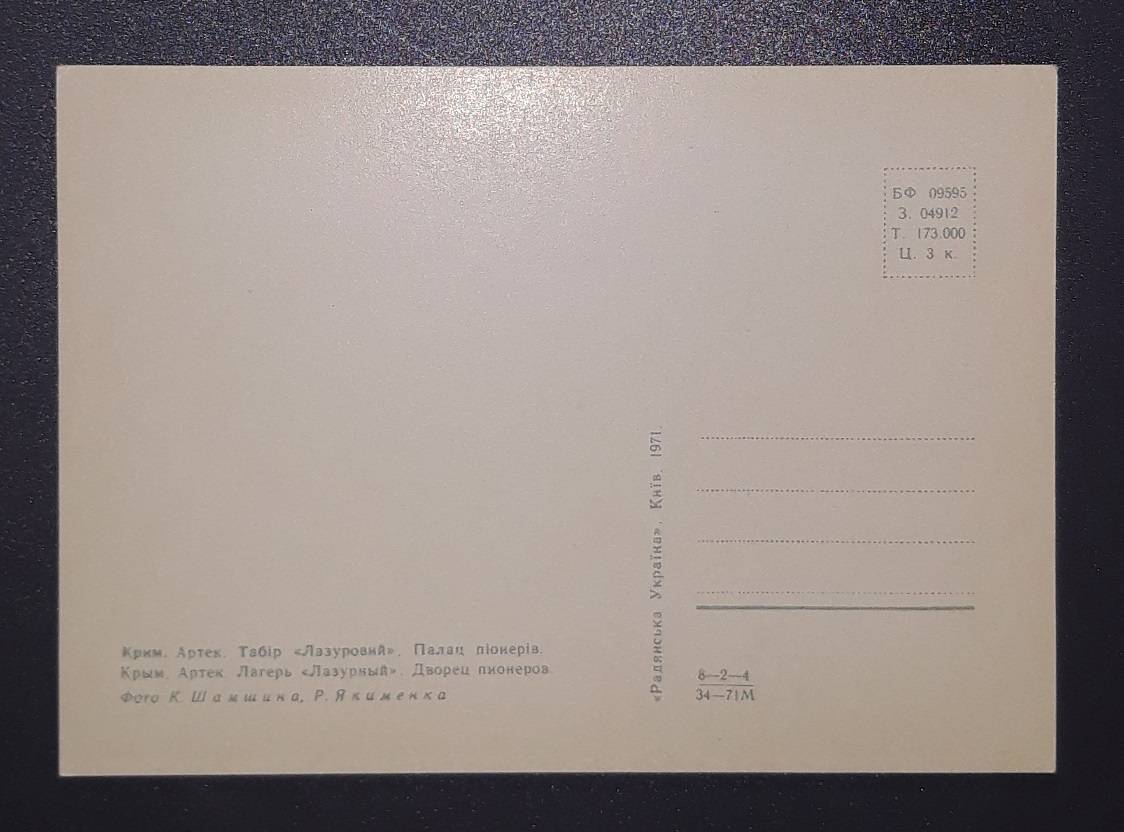 БФ 09595
З. 04912
Т. 173.000
Ц. 3 к.
«Радянська Україна», Київ. 1971.
Крим. Артек. Табір «Лазуровий». Палац піонерів.
Крым. Артек. Лагерь «Лазурный». Дворец пионеров.
Фото К. Шамшина, Р. Якименка
8—2—4
34—71М